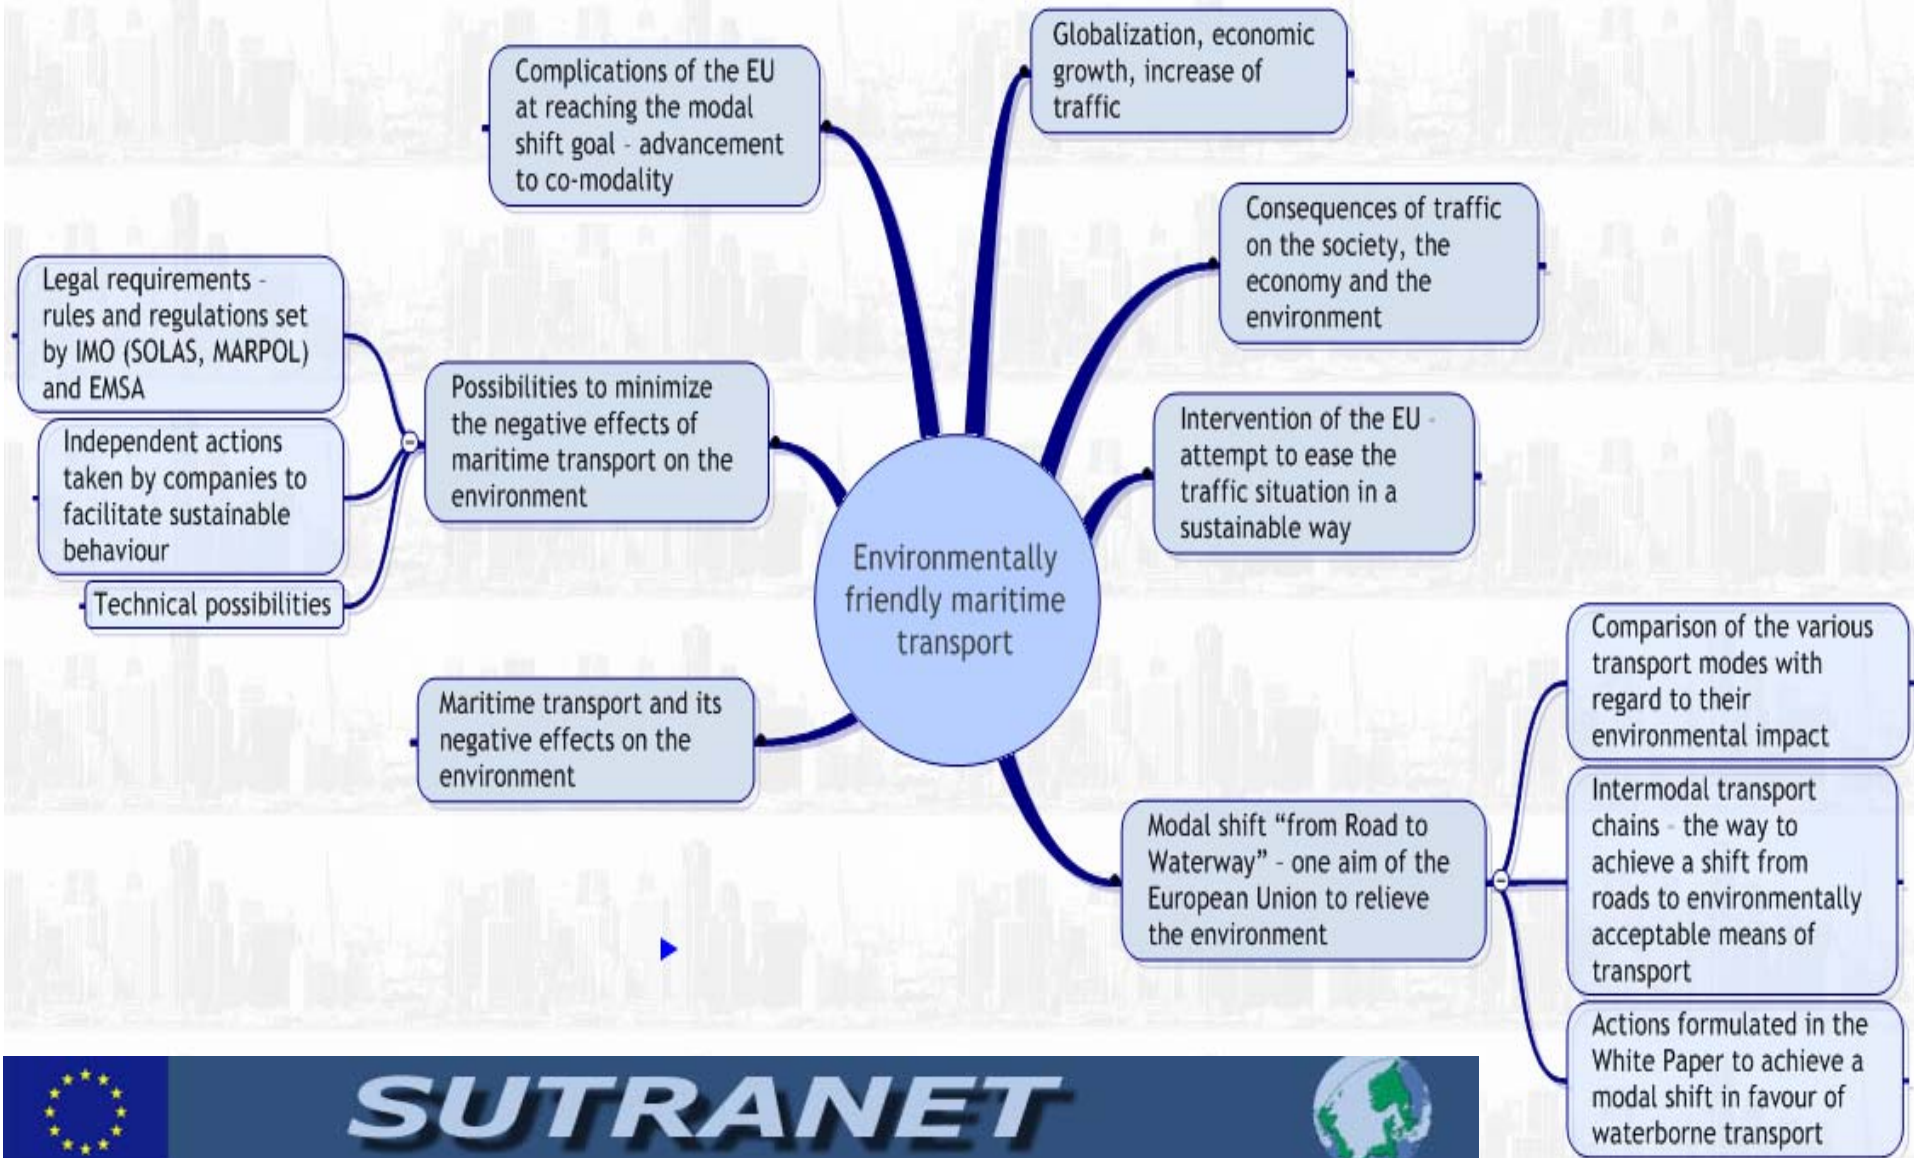 Globalization, economic
growth, increase of
traffic
Complications of the EU
at reaching the modal
shift goal - advancement
to co-modality
Consequences of traffic
on the society, the
economy and the
environment
Legal requirements -
rules and regulations set
by IMO (SOLAS, MARPOL)
and EMSA
Possibilities to minimize
the negative effects of
maritime transport on the
environment
Intervention of the EU -
attempt to ease the
traffic situation in a
sustainable way
Independent actions
taken by companies to
facilitate sustainable
behaviour
Technical possibilities
Environmentally
friendly maritime
transport
Maritime transport and its
negative effects on the
environment
Modal shift “from Road to
Waterway” - one aim of the
European Union to relieve
the environment
Comparison of the various
transport modes with
regard to their
environmental impact
Intermodal transport
chains - the way to
achieve a shift from
roads to environmentally
acceptable means of
transport
Actions formulated in the
White Paper to achieve a
modal shift in favour of
waterborne transport
SUTRANET